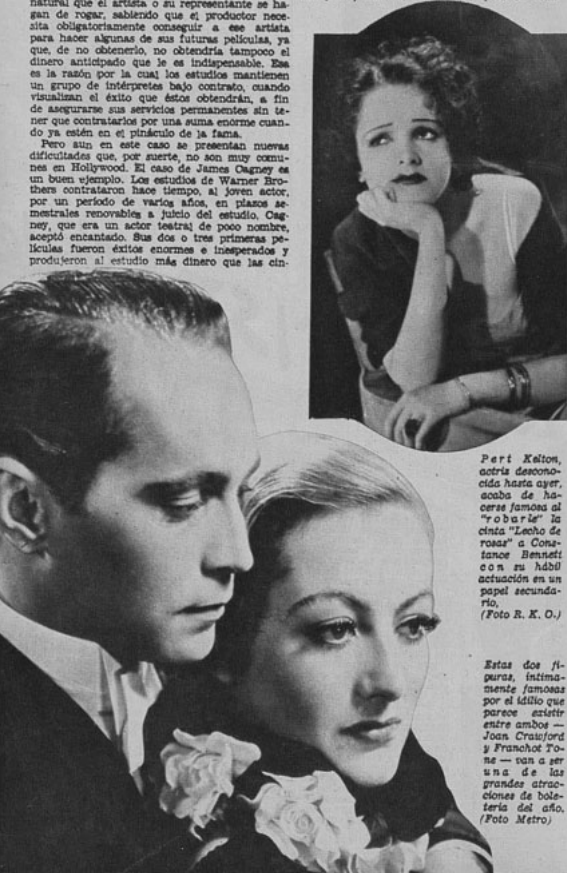 natural que el artista o su representante se ha-
gan de rogar, sabiendo que el productor nece-
sita obligatoriamente conseguir a ese artista
para hacer algunas de sus futuras películas, ya
que, de no obtenerlo, no obtendría tampoco el
dinero anticipado que le es indispensable. Esa
es la razón por la cual los estudios mantienen
un grupo de intérpretes bajo contrato, cuando
visualizan el éxito que éstos obtendrán, a fin
de asegurarse sus servicios permanentes sin te-
ner que contratarlos por una suma enorme cuan-
do ya estén en el pináculo de la fama.
Pero aun en este caso se presentan nuevas
dificultades que, por suerte, no son muy comu-
nes en Hollywood. El caso de James Cagney es
un buen ejemplo. Los estudios de Warner Bro-
thers contrataron hace tiempo, al joven actor,
por un período de varios años, en plazos se-
mestrales renovables a juicio del estudio. Cag-
ney, que era un actor teatral de poco nombre,
aceptó encantado. Sus dos o tres primeras pe-
lículas fueron éxitos enormes e inesperados y
produjeron al estudio más dinero que las cin-
Pert Kelton,
actriz descono-
cida hasta ayer,
acaba de ha-
cerse famosa al
"robarle" la
cinta "Lecho de
rosas" a Cons-
tance Bennett
con su hábil
actuación en un
papel secunda-
rio,
(Foto R. K. O.)
Estas dos fi-
guras, íntima-
mente famosas
por el idilio que
parece existir
entre ambos —
Joan Crawford
y Franchot To-
ne — van a ser
una de las
grandes atrac-
ciones de bole-
tería del año.
(Foto Metro)